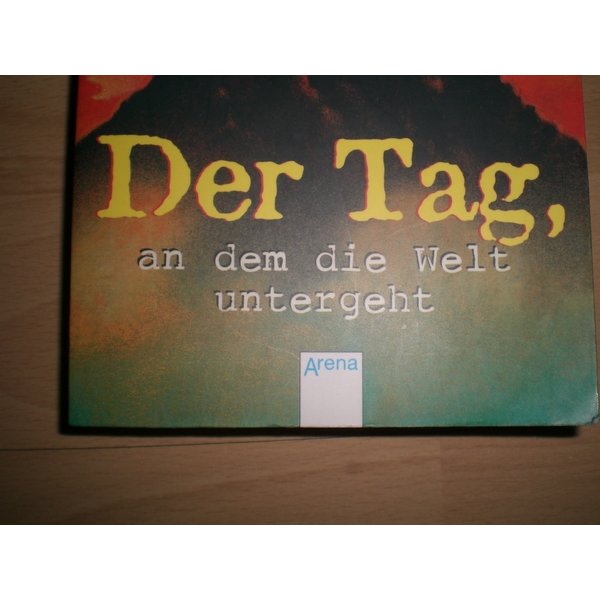 Der Tag,
an dem die Welt
untergeht
Arena